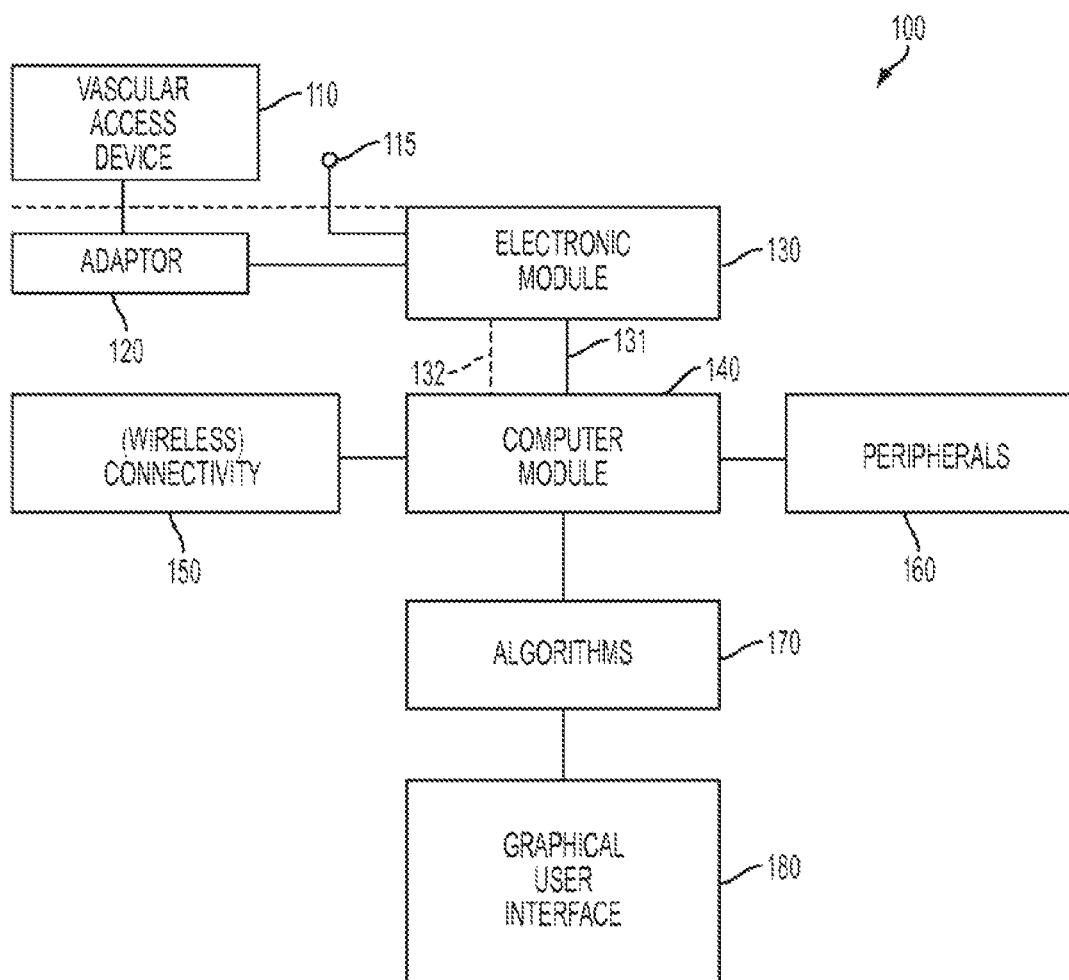 100
VASCULAR
ACCESS
DEVICE
110
115
ADAPTOR
120
ELECTRONIC
MODULE
130
132
131
140
(WIRELESS)
CONNECTIVITY
150
COMPUTER
MODULE
PERIPHERALS
160
ALGORITHMS
170
GRAPHICAL
USER
INTERFACE
180